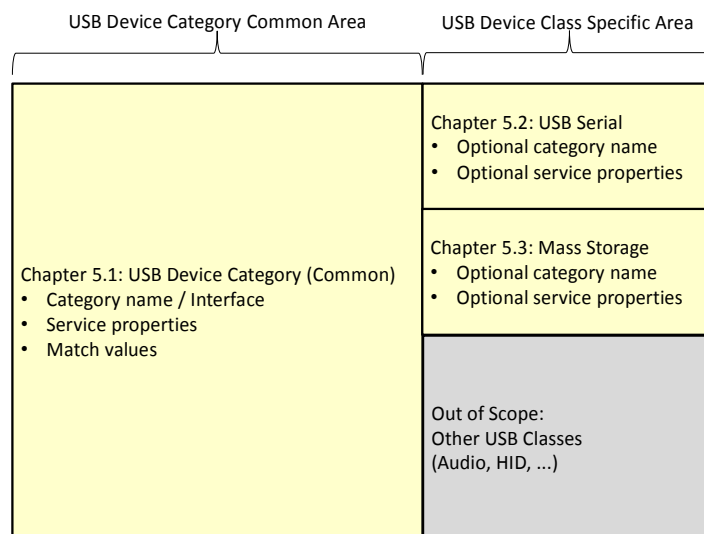 USB Device Category Common Area
USB Device Class Specific Area
Chapter 5.1: USB Device Category (Common)
• Category name / Interface
• Service properties
• Match values
Chapter 5.2: USB Serial
• Optional category name
• Optional service properties
Chapter 5.3: Mass Storage
• Optional category name
• Optional service properties
Out of Scope:
Other USB Classes
(Audio, HID, ...)